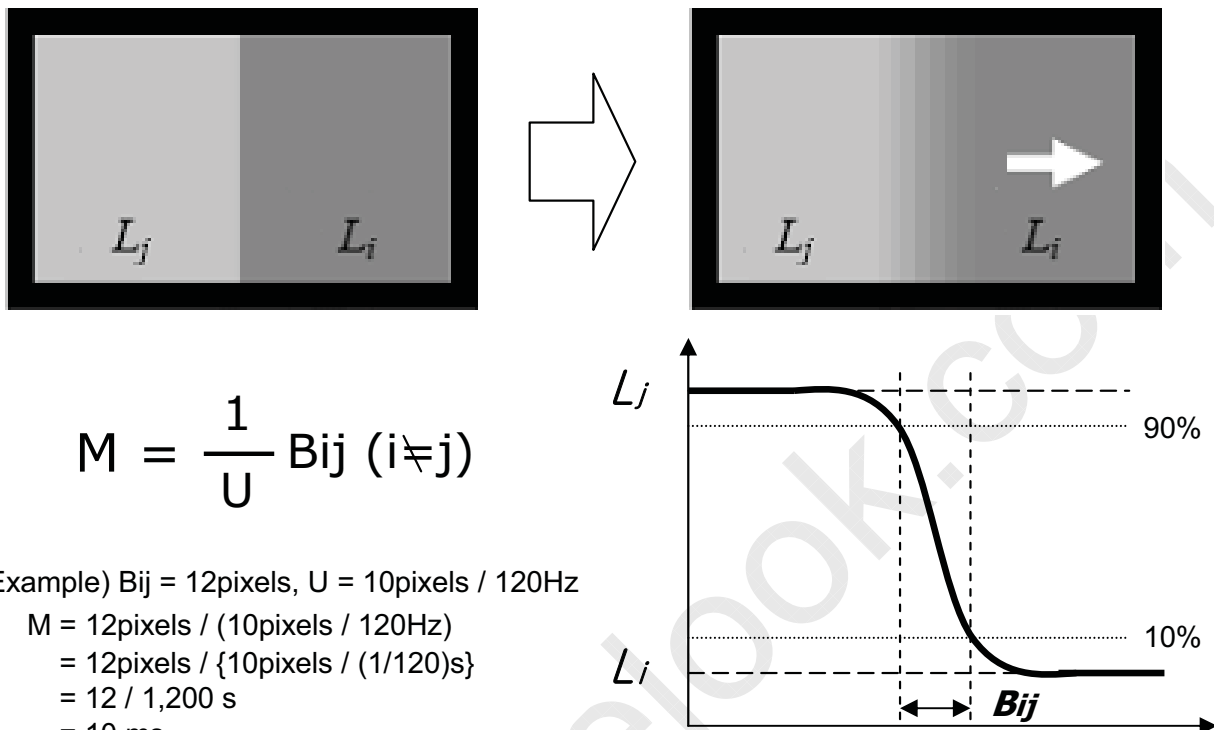 Lj Li
Lj Li
M = 1/U Bij (i≠j)
Example) Bij = 12pixels, U = 10pixels / 120Hz
M = 12pixels / (10pixels / 120Hz)
= 12pixels / {10pixels / (1/120)s}
= 12 / 1,200 s
Lj
90%
10%
Li
Bij